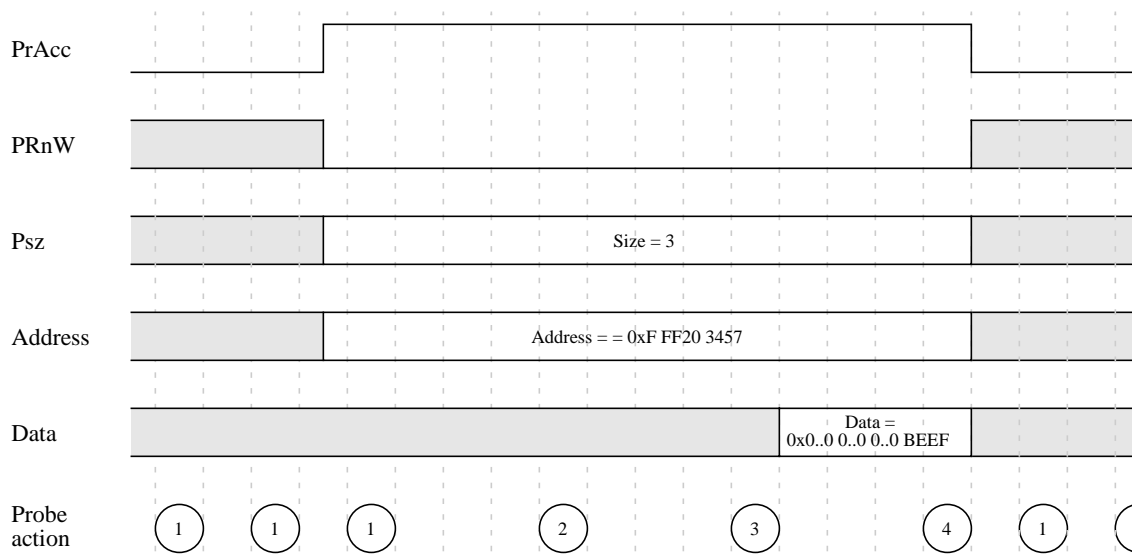 PrAcc
PRnW
Psz
Size = 3
Address
Address = = 0xF FF20 3457
Data
Data =
0x0..0 0..0 0..0 BEEF
Probe
action
1 1 1 2 3 4 1